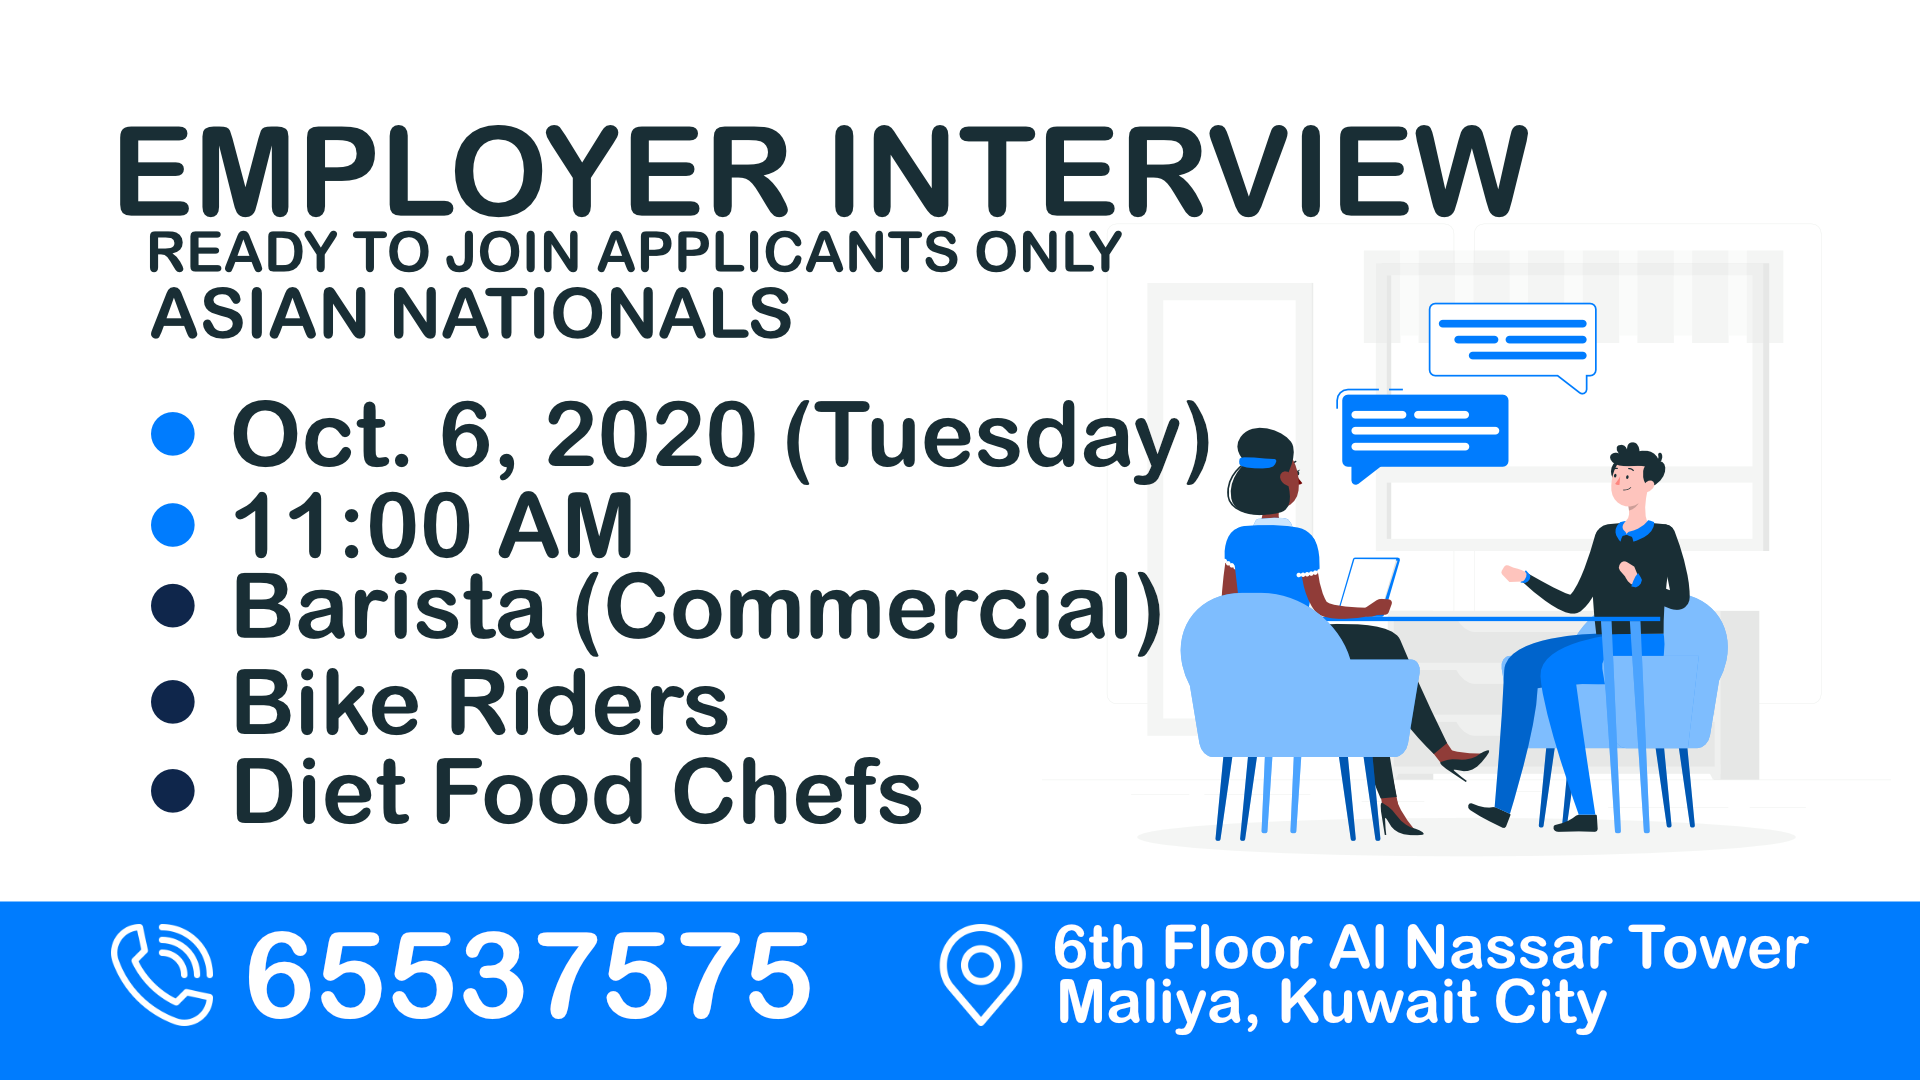 EMPLOYER INTERVIEW
READY TO JOIN APPLICANTS ONLY
ASIAN NATIONALS
Oct. 6, 2020 (Tuesday)
11:00 AM
Barista (Commercial)
Bike Riders
Diet Food Chefs
65537575
6th Floor Al Nassar Tower
Maliya, Kuwait City